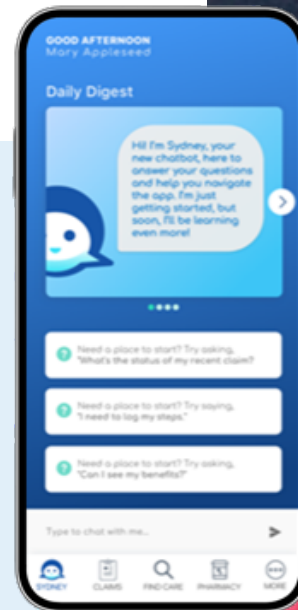 GOOD AFTERNOON
Mary Appleseed
Daily Digest
Hi! I'm Sydney, your
new chatbot, here to
answer your questions
and help you navigate
the app. I'm just
getting started, but
soon, I'll be learning
even more!
Need a place to start? Try asking,
"What's the status of my recent claim?
Need a place to start? Try saying,
"I need to log my steps."
Need a place to start? Try asking,
"Can I see my benefits?"
Type to chat with me...
SYDNEY CLAIMS FIND CARE PHARMACY MORE